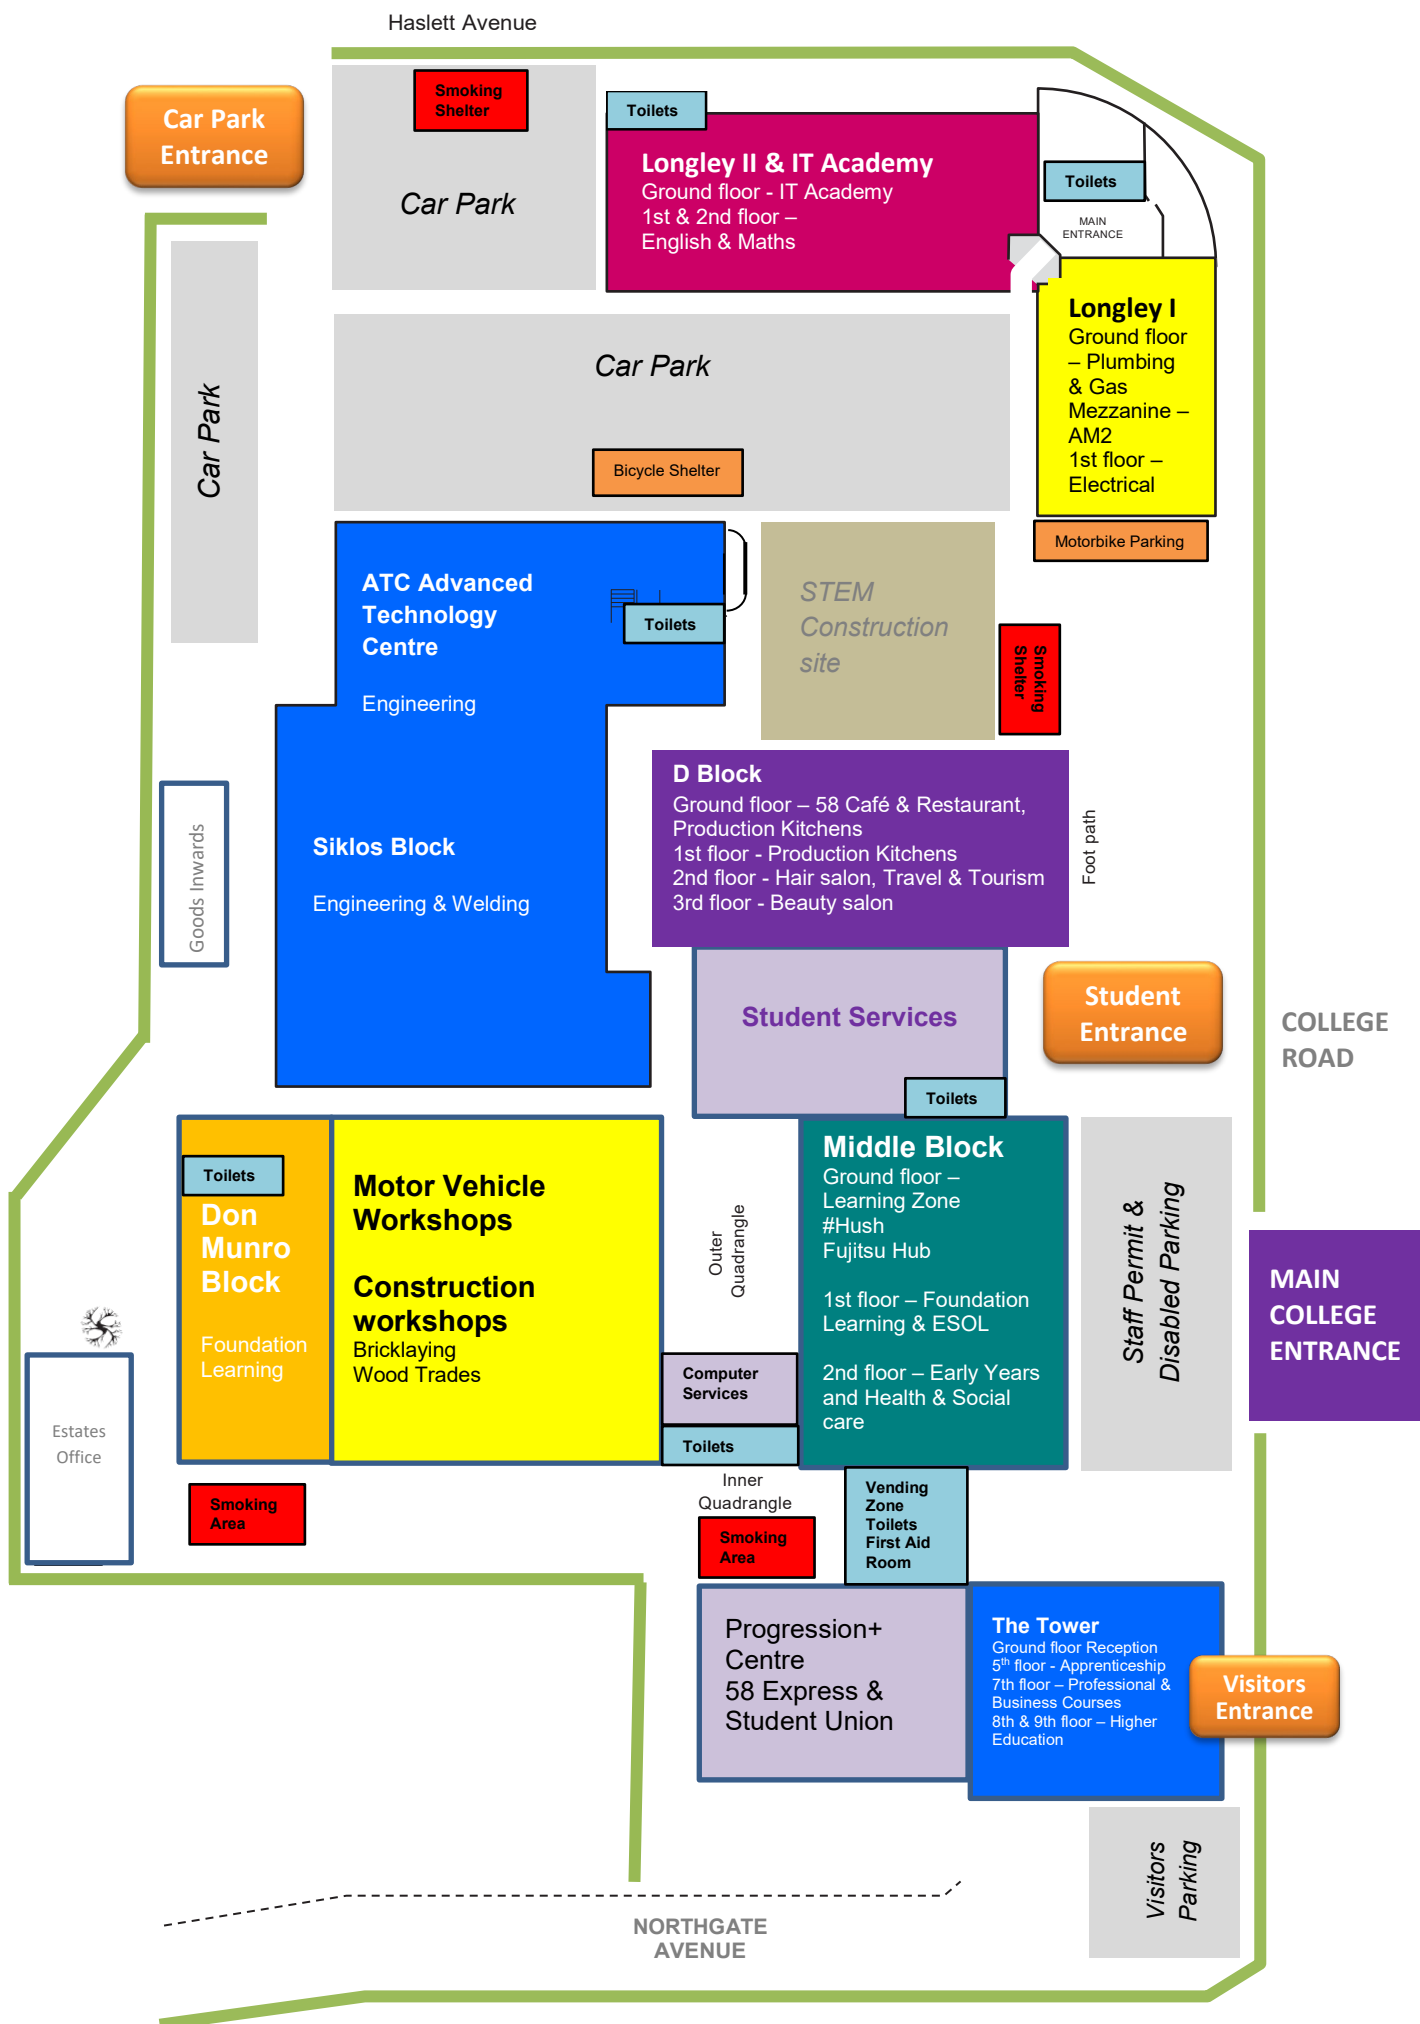 Haslett Avenue
Car Park
Entrance
Smoking
Shelter
Car Park
Toilets
Longley II & IT Academy
Ground floor - IT Academy
1st & 2nd floor –
English & Maths
Toilets
MAIN
ENTRANCE
Longley I
Ground floor
– Plumbing
& Gas
Mezzanine –
AM2
1st floor –
Electrical
Motorbike Parking
Car Park
Car Park
Bicycle Shelter
ATC Advanced
Technology
Centre
Engineering
Toilets
STEM
Construction
site
Smoking
Shelter
Siklos Block
Engineering & Welding
Goods Inwards
D Block
Ground floor – 58 Café & Restaurant,
Production Kitchens
1st floor - Production Kitchens
2nd floor - Hair salon, Travel & Tourism
3rd floor - Beauty salon
Foot path
Student Services
Student
Entrance
COLLEGE
ROAD
Toilets
Toilets
Don
Munro
Block
Foundation
Learning
Motor Vehicle
Workshops
Construction
workshops
Bricklaying
Wood Trades
Outer
Quadrangle
Middle Block
Ground floor –
Learning Zone
#Hush
Fujitsu Hub
1st floor – Foundation
Learning & ESOL
2nd floor – Early Years
and Health & Social
care
Staff Permit &
Disabled Parking
MAIN
COLLEGE
ENTRANCE
Computer
Services
Toilets
Estates
Office
Smoking
Area
Inner
Quadrangle
Smoking
Area
Vending
Zone
Toilets
First Aid
Room
Progression+
Centre
58 Express &
Student Union
The Tower
Ground floor Reception
5th floor - Apprenticeship
7th floor – Professional &
Business Courses
8th & 9th floor – Higher
Education
Visitors
Entrance
Visitors
Parking
NORTHGATE
AVENUE